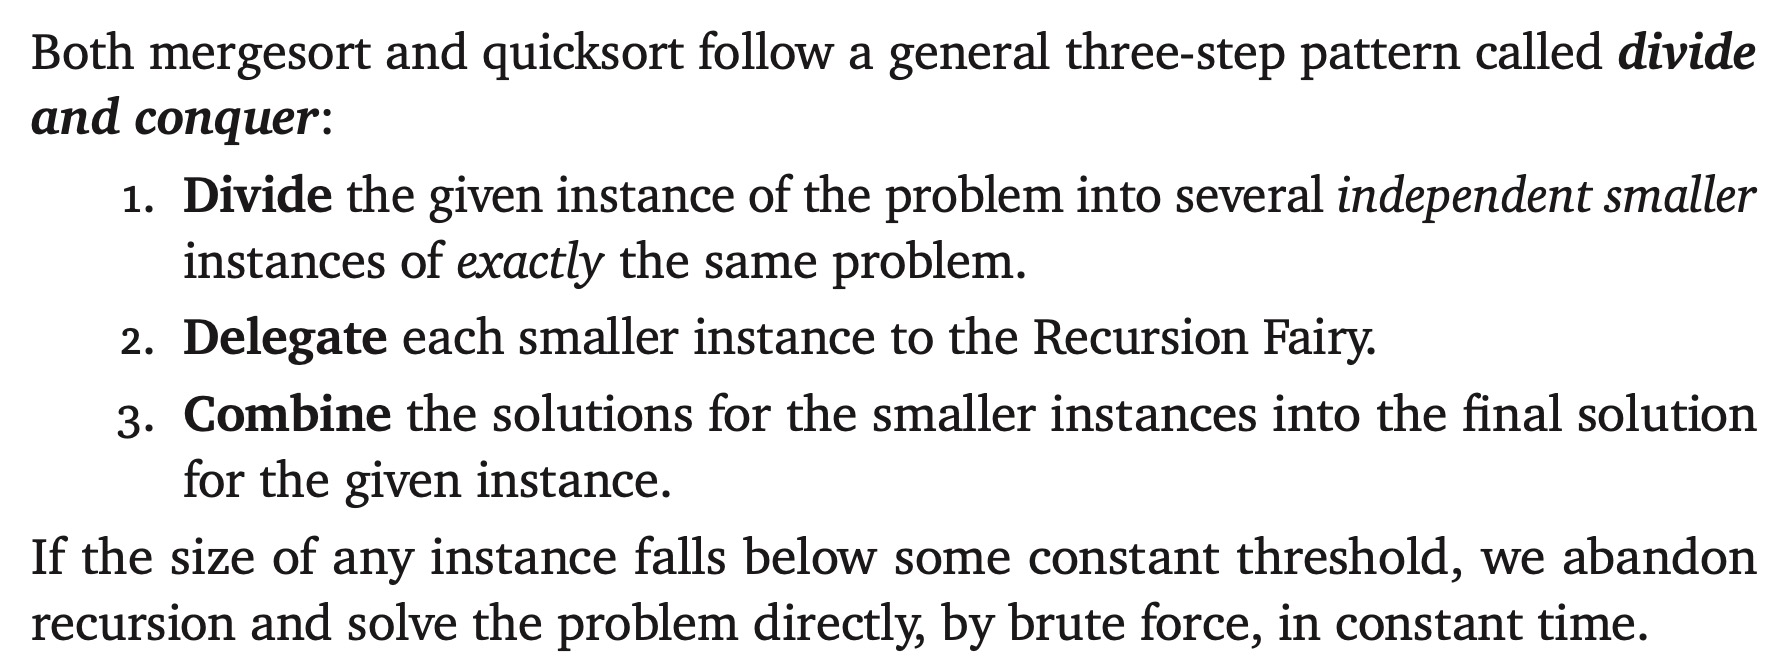 Both mergesort and quicksort follow a general three-step pattern called divide
and conquer:
1. Divide the given instance of the problem into several independent smaller
instances of exactly the same problem.
2. Delegate each smaller instance to the Recursion Fairy.
3. Combine the solutions for the smaller instances into the final solution
for the given instance.
If the size of any instance falls below some constant threshold, we abandon
recursion and solve the problem directly, by brute force, in constant time.